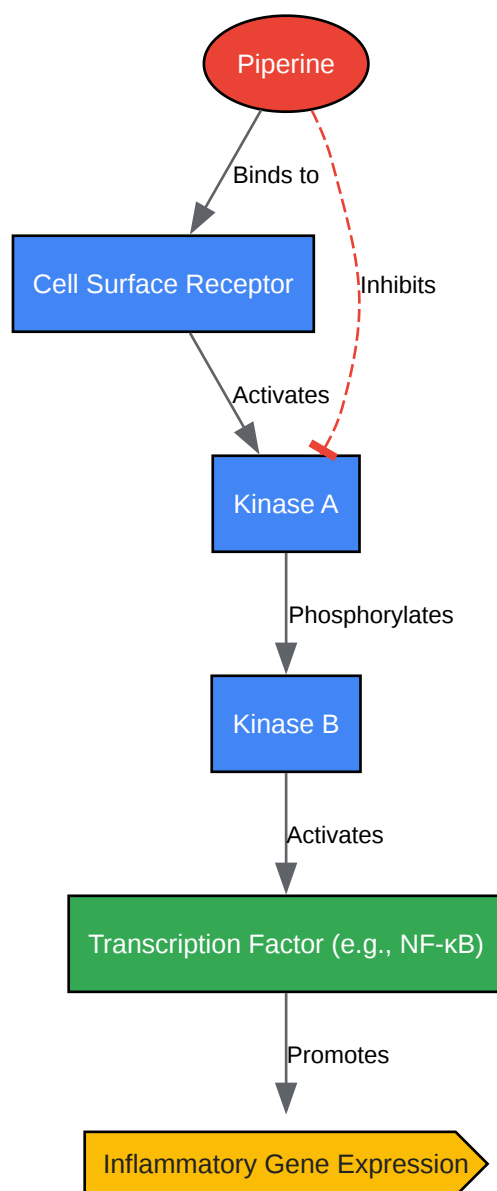 Piperine
Binds to
Cell Surface Receptor
Inhibits
Activates
Kinase A
Phosphorylates
Kinase B
Activates
Transcription Factor (e.g., NF-κB)
Promotes
Inflammatory Gene Expression